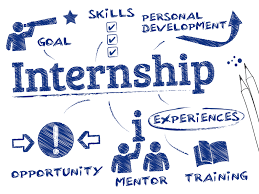 SKILLS
PERSONAL
DEVELOPMENT
GOAL
Internship
EXPERIENCES
OPPORTUNITY
MENTOR
TRAINING